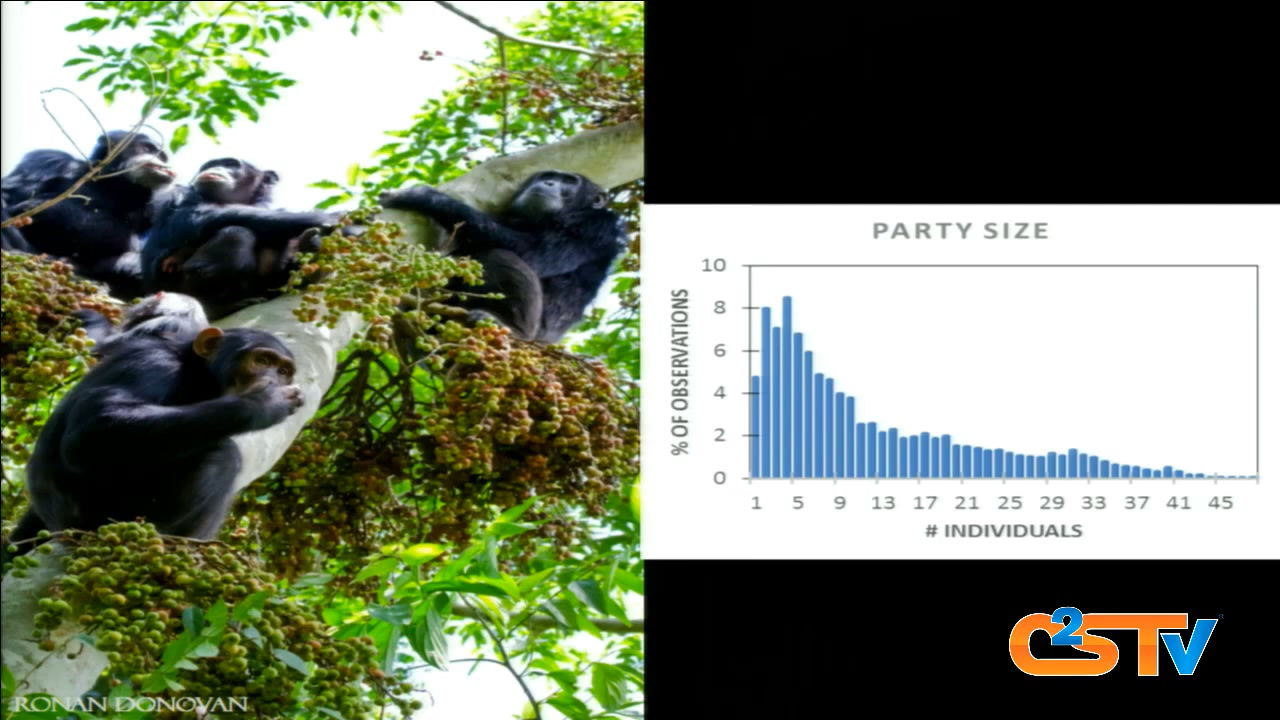 PARTY SIZE
10
8
6
4
2
0
% OF OBSERVATIONS
1 5 9 13 17 21 25 29 33 37 41 45
# INDIVIDUALS
C2STV
RONAN DONOVAN